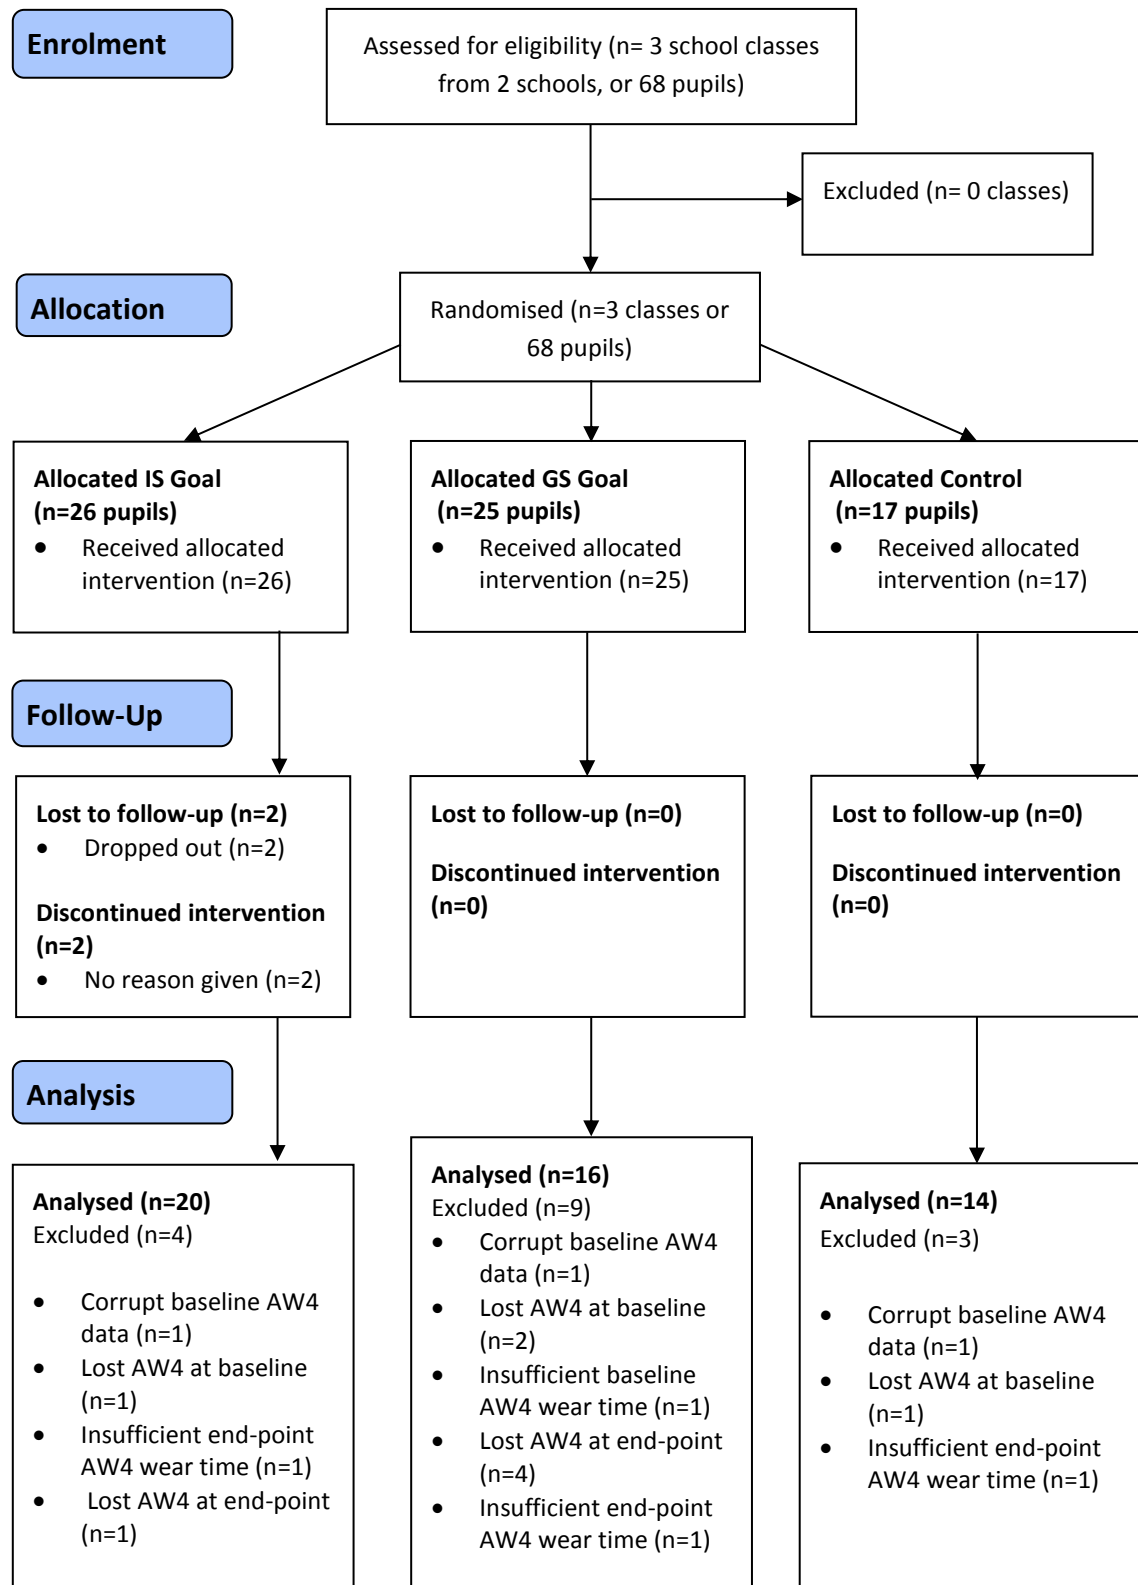 Enrolment
Assessed for eligibility (n= 3 school classes
from 2 schools, or 68 pupils)
Excluded (n= 0 classes)
Allocation
Randomised (n=3 classes or
68 pupils)
Allocated IS Goal
(n=26 pupils)
• Received allocated
intervention (n=26)
Allocated GS Goal
(n=25 pupils)
• Received allocated
intervention (n=25)
Allocated Control
(n=17 pupils)
• Received allocated
intervention (n=17)
Follow-Up
Lost to follow-up (n=2)
• Dropped out (n=2)
Discontinued intervention
(n=2)
• No reason given (n=2)
Lost to follow-up (n=0)
Discontinued intervention
(n=0)
Lost to follow-up (n=0)
Discontinued intervention
(n=0)
Analysis
Analysed (n=20)
Excluded (n=4)
• Corrupt baseline AW4
data (n=1)
• Lost AW4 at baseline
(n=1)
• Insufficient end-point
AW4 wear time (n=1)
• Lost AW4 at end-point
(n=1)
Analysed (n=16)
Excluded (n=9)
• Corrupt baseline AW4
data (n=1)
• Lost AW4 at baseline
(n=2)
• Insufficient baseline
AW4 wear time (n=1)
• Lost AW4 at end-point
(n=4)
• Insufficient end-point
AW4 wear time (n=1)
Analysed (n=14)
Excluded (n=3)
• Corrupt baseline AW4
data (n=1)
• Lost AW4 at baseline
(n=1)
• Insufficient end-point
AW4 wear time (n=1)